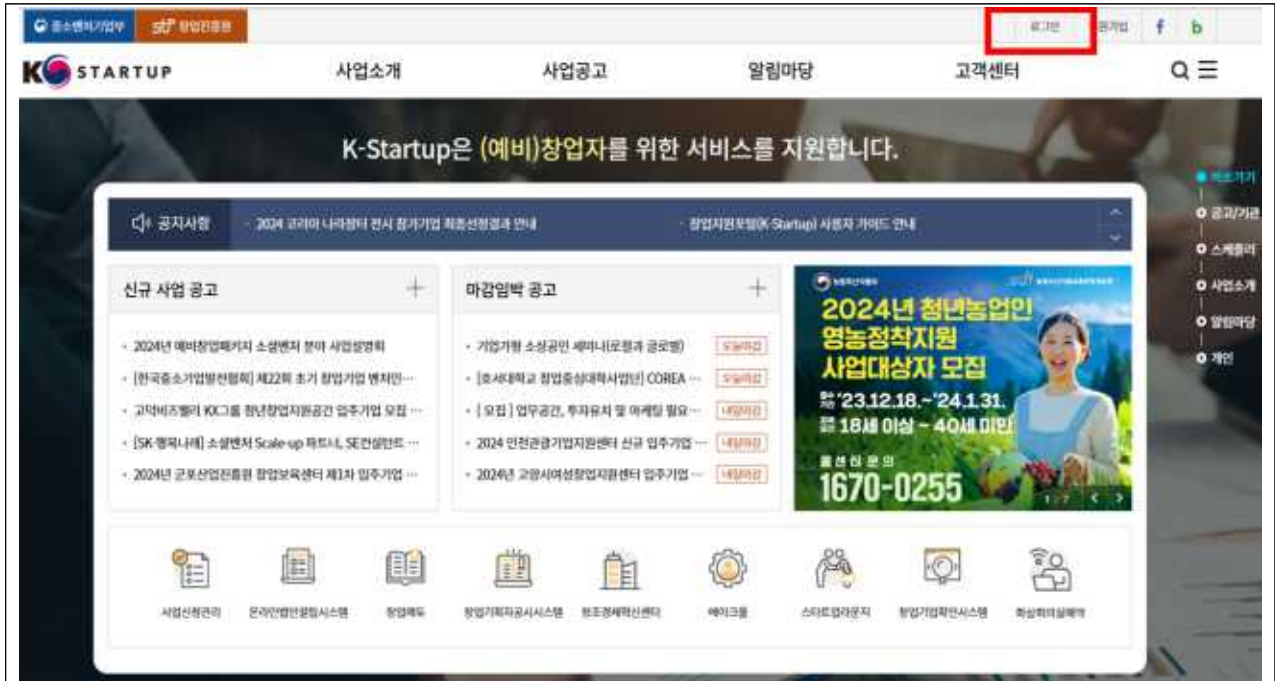 중소벤처기업부 창업진흥원
로그인
f b
K STARTUP 사업소개 사업공고 알림마당 고객센터
K-Startup은 (예비)창업자를 위한 서비스를 지원합니다.
바로가기
공고/기관
스케줄러
사업소개
알림마당
개인
공지사항
· 2024 코리아 나라장터 전시 참가기업 최종선정결과 안내
· 창업지원포털(K-Startup) 사용자 가이드 안내
신규 사업 공고
· 2024년 예비창업패키지 소셜벤처 분야 사업설명회
· [한국중소기업발전협회] 제22회 초기 창업기업 벤처인…
· 고덕비즈밸리 KX그룹 청년창업지원공간 입주기업 모집 …
· [SK·행복나래] 소셜벤처 Scale-up 파트너, SE컨설턴트 …
· 2024년 군포산업진흥원 창업보육센터 제1차 입주기업 …
마감임박 공고
· 기업가형 소상공인 세미나(로컬과 글로벌) 오늘마감
· [호서대학교 창업중심대학사업단] COREA … 오늘마감
· [ 모집 ] 업무공간, 투자유치 및 마케팅 필요… 내일마감
· 2024 인천관광기업지원센터 신규 입주기업 … 내일마감
· 2024년 고양시여성창업지원센터 입주기업 … 내일마감
2024년 청년농업인
영농정착지원
사업대상자 모집
'23.12.18.~'24.1.31.
18세 이상 ~ 40세 미만
콜센터 문의
1670-0255
1 / 7
사업신청관리
온라인법인설립시스템
창업에듀
창업기획자공시시스템
창조경제혁신센터
메이크올
스타트업라운지
창업기업확인시스템
화상회의실예약